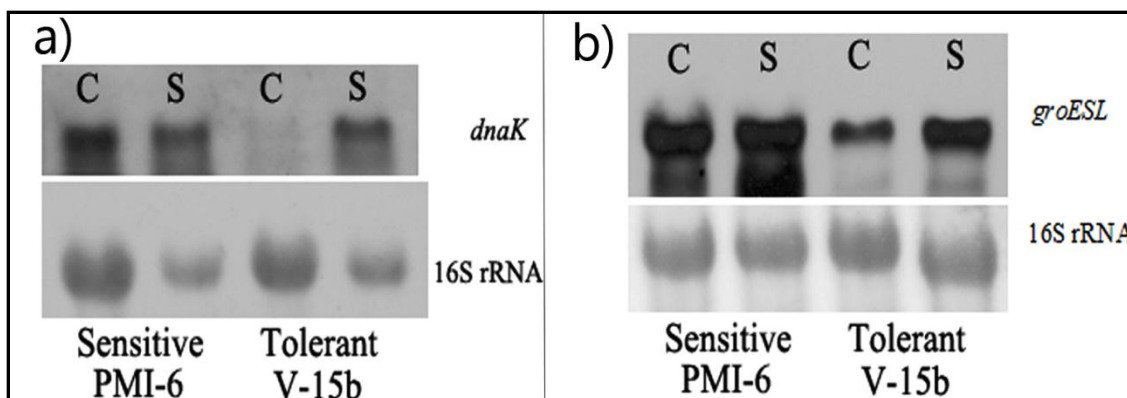 a)
C S C S
dnaK
16S rRNA
Sensitive Tolerant
PMI-6 V-15b
b)
C S C S
groESL
16S rRNA
Sensitive Tolerant
PMI-6 V-15b